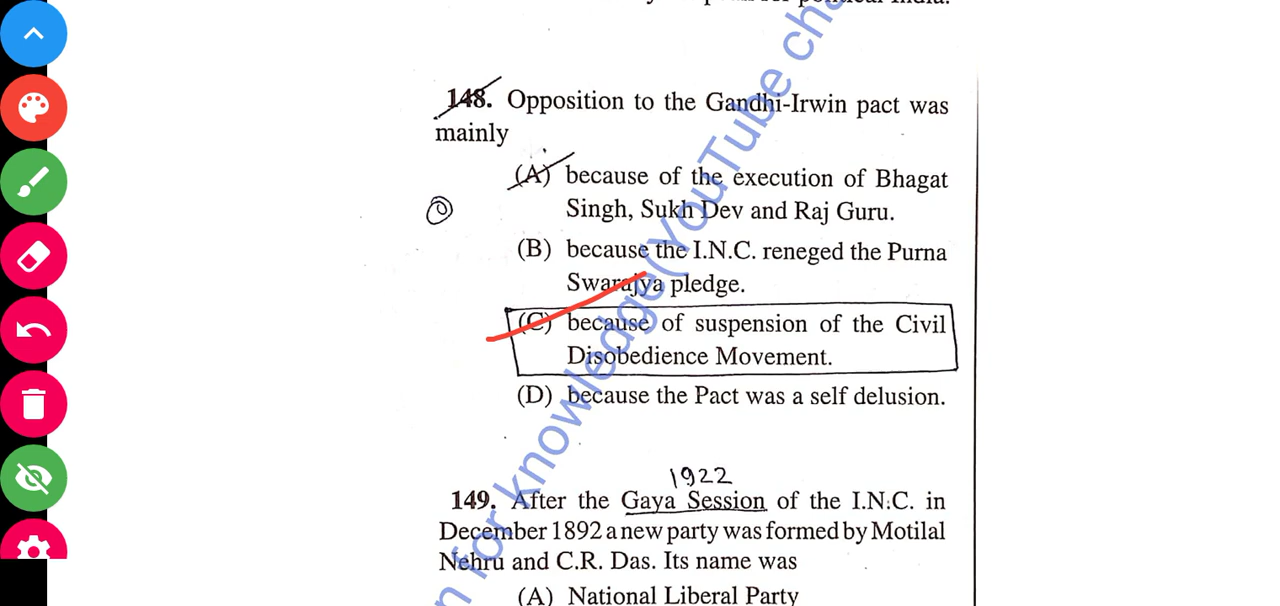 148. Opposition to the Gandhi-Irwin pact was
mainly
(A) because of the execution of Bhagat
Singh, Sukh Dev and Raj Guru.
(B) because the I.N.C. reneged the Purna
Swarajya pledge.
(C) because of suspension of the Civil
Disobedience Movement.
(D) because the Pact was a self delusion.
1922
149. After the Gaya Session of the I.N.C. in
December 1892 a new party was formed by Motilal
Nehru and C.R. Das. Its name was
(A) National Liberal Party
for knowledge(YouTube